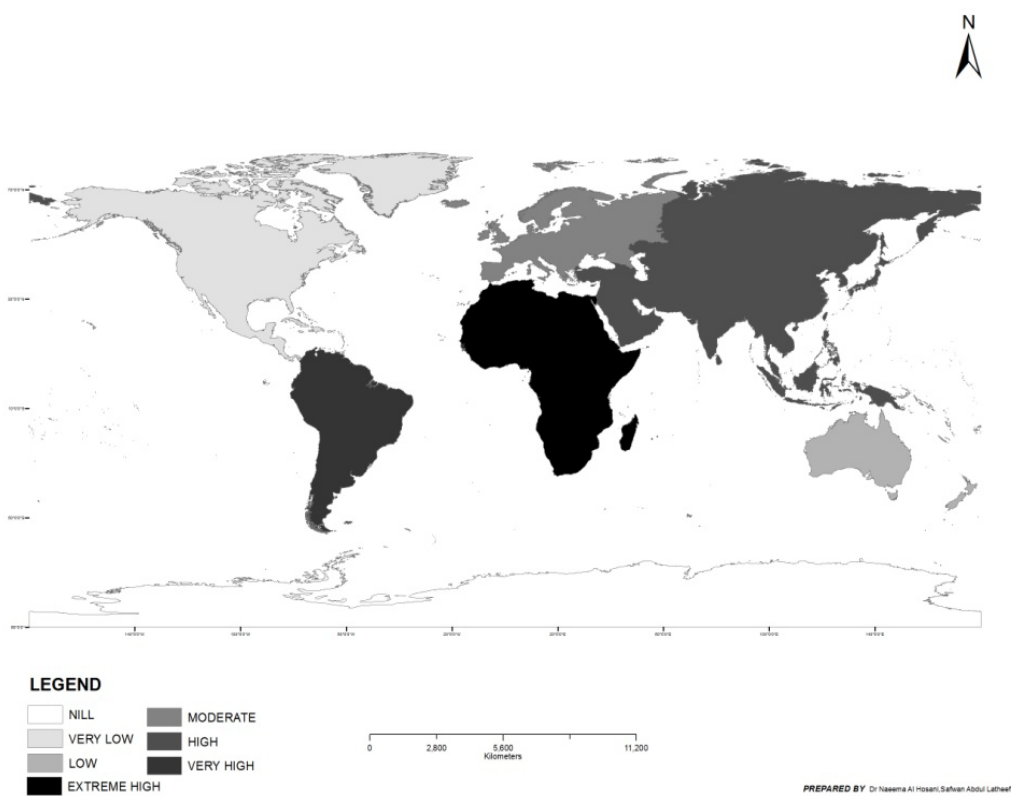 N
LEGEND
NILL
VERY LOW
LOW
EXTREME HIGH
MODERATE
HIGH
VERY HIGH
0 2,800 5,600 11,200
Kilometers
PREPARED BY Dr Naeema Al Hosani,Safwan Abdul Latheef